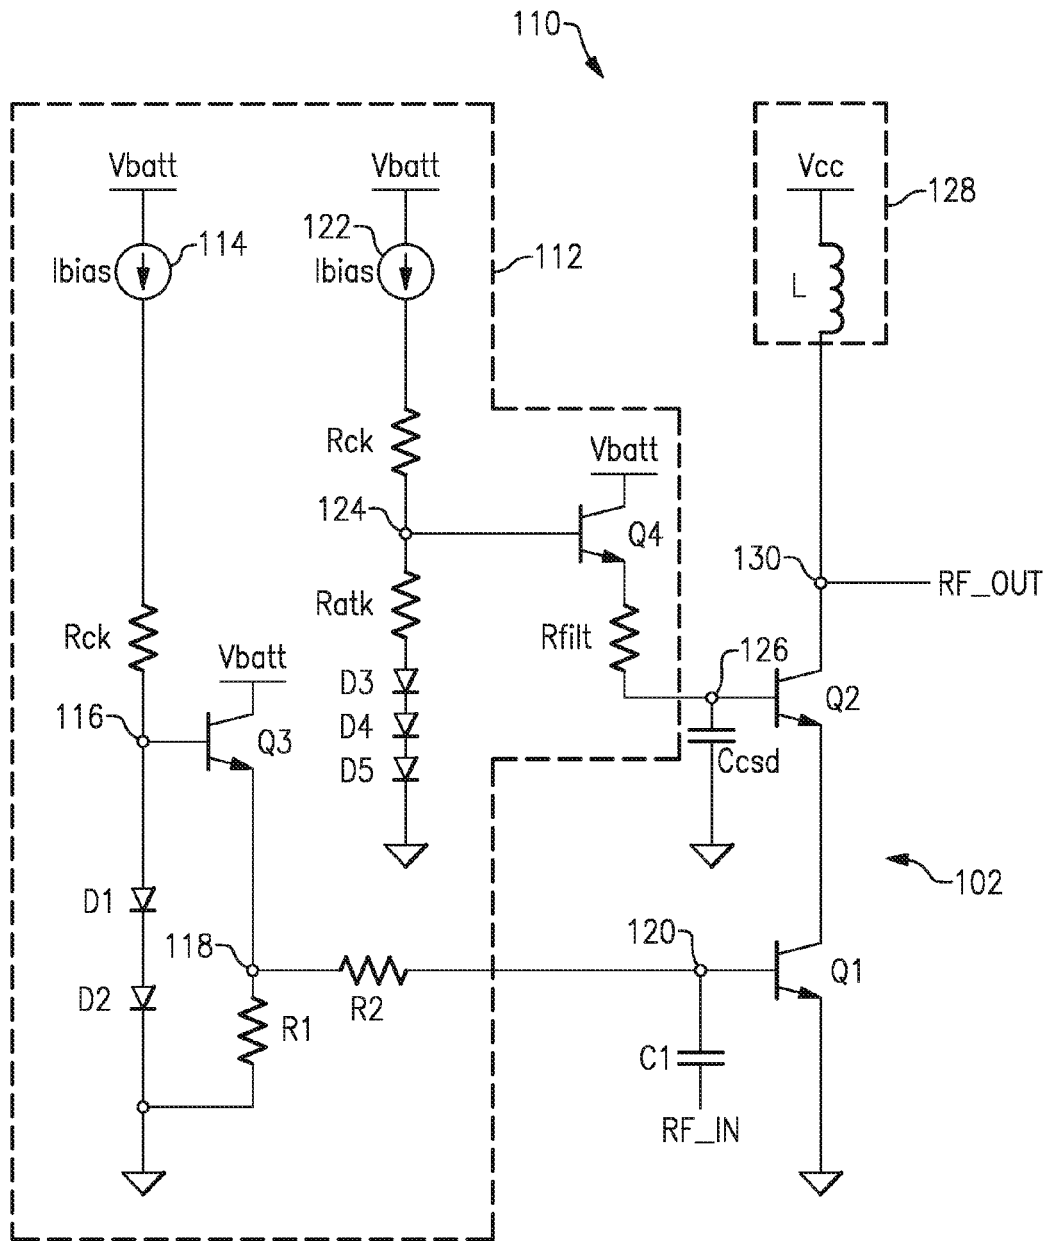 110
Vbatt
Vbatt
Vcc
128
114
122
112
Ibias
Ibias
L
Rck
Vbatt
124
Q4
130
RF_OUT
Ratk
Rfilt
Rck
Vbatt
126
D3
Q2
116
Q3
D4
D5
Ccsd
102
D1
118
120
Q1
D2
R2
R1
C1
RF_IN